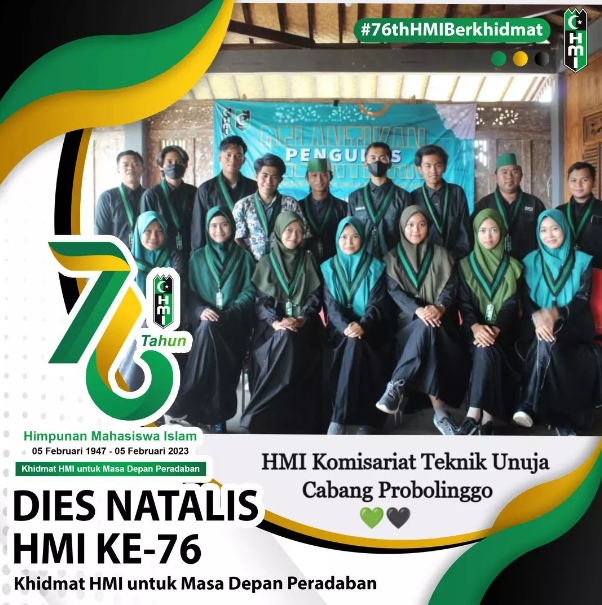 #76thHMIBerkhidmat
HMI
PELANTIKAN
PENGURUS
76
HMI
Tahun
Himpunan Mahasiswa Islam
05 Februari 1947 - 05 Februari 2023
Khidmat HMI untuk Masa Depan Peradaban
HMI Komisariat Teknik Unuja
Cabang Probolinggo
DIES NATALIS
HMI KE-76
Khidmat HMI untuk Masa Depan Peradaban